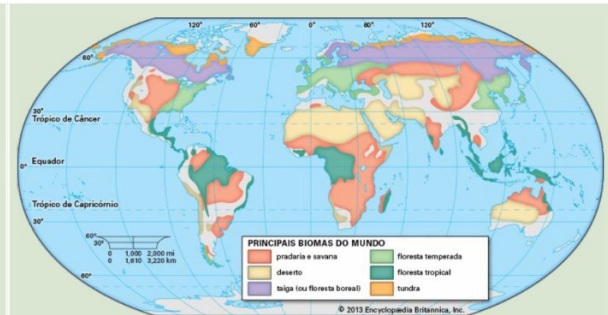 120° 60° 0° 60° 120°
60°
30°
Trópico de Câncer
Equador
0°
Trópico de Capricórnio
30°
60°
30°
0 1,000 2,000 mi
0 1,610 3,220 km
60°
PRINCIPAIS BIOMAS DO MUNDO
pradaria e savana
deserto
taiga (ou floresta boreal)
floresta temperada
floresta tropical
tundra
© 2013 Encyclopædia Britannica, Inc.